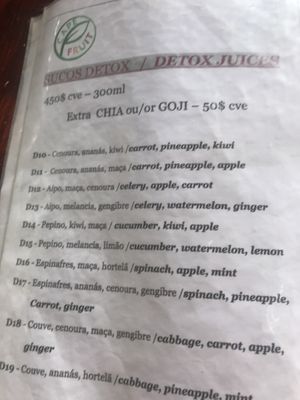 CAPE
FRUIT
SUCOS DETOX / DETOX JUICES
450$ cve – 300ml
Extra CHIA ou/or GOJI – 50$ cve
D10 - Cenoura, ananás, kiwi /carrot, pineapple, kiwi
D11 - Cenoura, ananás, maça /carrot, pineapple, apple
D12 - Aipo, maça, cenoura /celery, apple, carrot
D13 - Aipo, melancia, gengibre /celery, watermelon, ginger
D14 - Pepino, kiwi, maça / cucumber, kiwi, apple
D15 - Pepino, melancia, limão /cucumber, watermelon, lemon
D16 - Espinafres, maça, hortelã /spinach, apple, mint
D17 - Espinafres, ananás, cenoura, gengibre /spinach, pineapple,
Carrot, ginger
D18 - Couve, cenoura, maça, gengibre /cabbage, carrot, apple,
ginger
D19 - Couve, ananás, hortelã /cabbage, pineapple, mint